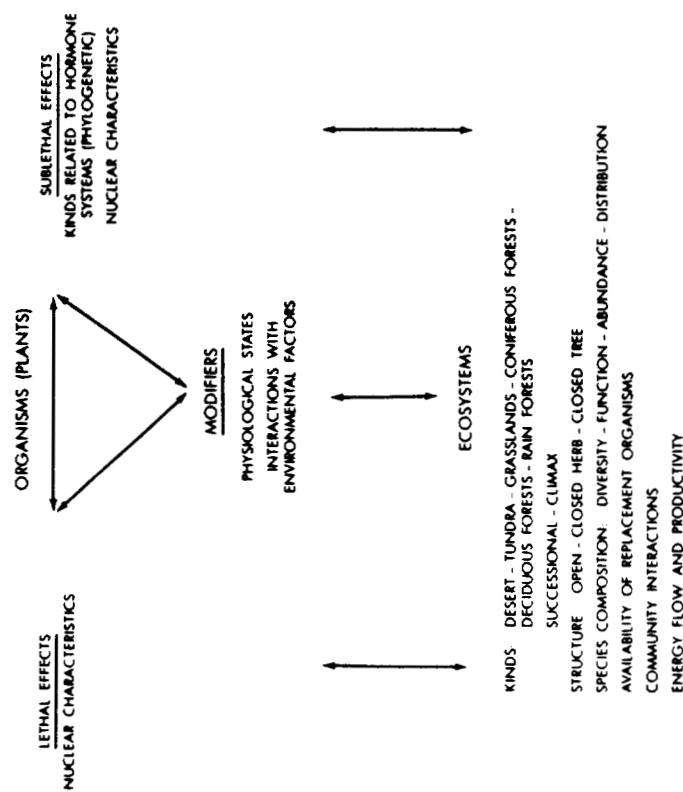 ORGANISMS (PLANTS)
LETHAL EFFECTS
NUCLEAR CHARACTERISTICS
SUBLETHAL EFFECTS
KINDS RELATED TO HORMONE
SYSTEMS (PHYLOGENETIC)
NUCLEAR CHARACTERISTICS
MODIFIERS
PHYSIOLOGICAL STATES
INTERACTIONS WITH
ENVIRONMENTAL FACTORS
ECOSYSTEMS
KINDS: DESERT - TUNDRA - GRASSLANDS - CONIFEROUS FORESTS -
DECIDUOUS FORESTS - RAIN FORESTS
SUCCESSIONAL - CLIMAX
STRUCTURE OPEN - CLOSED HERB - CLOSED TREE
SPECIES COMPOSITION: DIVERSITY - FUNCTION - ABUNDANCE - DISTRIBUTION
AVAILABILITY OF REPLACEMENT ORGANISMS
COMMUNITY INTERACTIONS
ENERGY FLOW AND PRODUCTIVITY